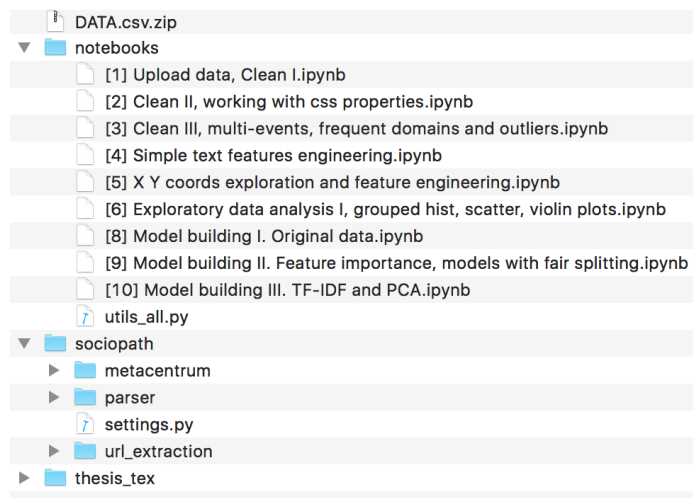 DATA.csv.zip
notebooks
[1] Upload data, Clean I.ipynb
[2] Clean II, working with css properties.ipynb
[3] Clean III, multi-events, frequent domains and outliers.ipynb
[4] Simple text features engineering.ipynb
[5] X Y coords exploration and feature engineering.ipynb
[6] Exploratory data analysis I, grouped hist, scatter, violin plots.ipynb
[8] Model building I. Original data.ipynb
[9] Model building II. Feature importance, models with fair splitting.ipynb
[10] Model building III. TF-IDF and PCA.ipynb
utils_all.py
sociopath
metacentrum
parser
settings.py
url_extraction
thesis_tex